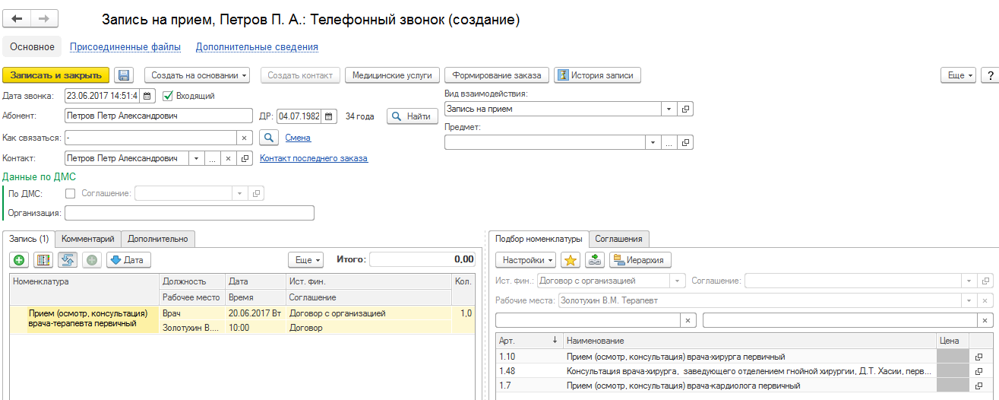 Запись на прием, Петров П. А.: Телефонный звонок (создание)
Основное Присоединенные файлы Дополнительные сведения
Записать и закрыть Создать на основании Создать контакт Медицинские услуги Формирование заказа История записи Еще ?
Дата звонка: 23.06.2017 14:51:4 Входящий Вид взаимодействия:
Абонент: Петров Петр Александрович ДР: 04.07.1982 34 года Найти Запись на прием
Как связаться: - Смена Предмет:
Контакт: Петров Петр Александрович ... Контакт последнего заказа ...
Данные по ДМС
По ДМС: Соглашение:
Организация:
Запись (1) Комментарий Дополнительно
Дата Еще Итого: 0,00
Номенклатура Должность Дата Ист. фин. Кол.
Рабочее место Время Соглашение
Прием (осмотр, консультация) Врач 20.06.2017 Вт Договор с организацией 1,0
врача-терапевта первичный Золотухин В.... 10:00 Договор
Подбор номенклатуры Соглашения
Настройки Иерархия
Ист. фин.: Договор с организацией Соглашение:
Рабочие места: Золотухин В.М. Терапевт
Арт. Наименование Цена
1.10 Прием (осмотр, консультация) врача-хирурга первичный
1.48 Консультация врача-хирурга, заведующего отделением гнойной хирургии, Д.Т. Хасии, перв...
1.7 Прием (осмотр, консультация) врача-кардиолога первичный